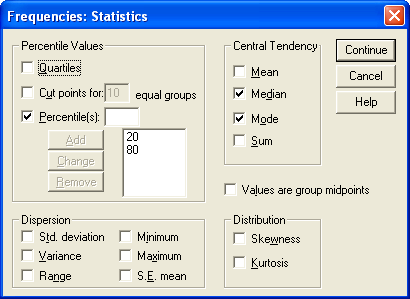 Frequencies: Statistics
Percentile Values
Quartiles
Cut points for: 10 equal groups
Percentile(s):
Add
Change
Remove
20
80
Central Tendency
Mean
Median
Mode
Sum
Continue
Cancel
Help
Values are group midpoints
Dispersion
Std. deviation
Minimum
Variance
Maximum
Range
S.E. mean
Distribution
Skewness
Kurtosis